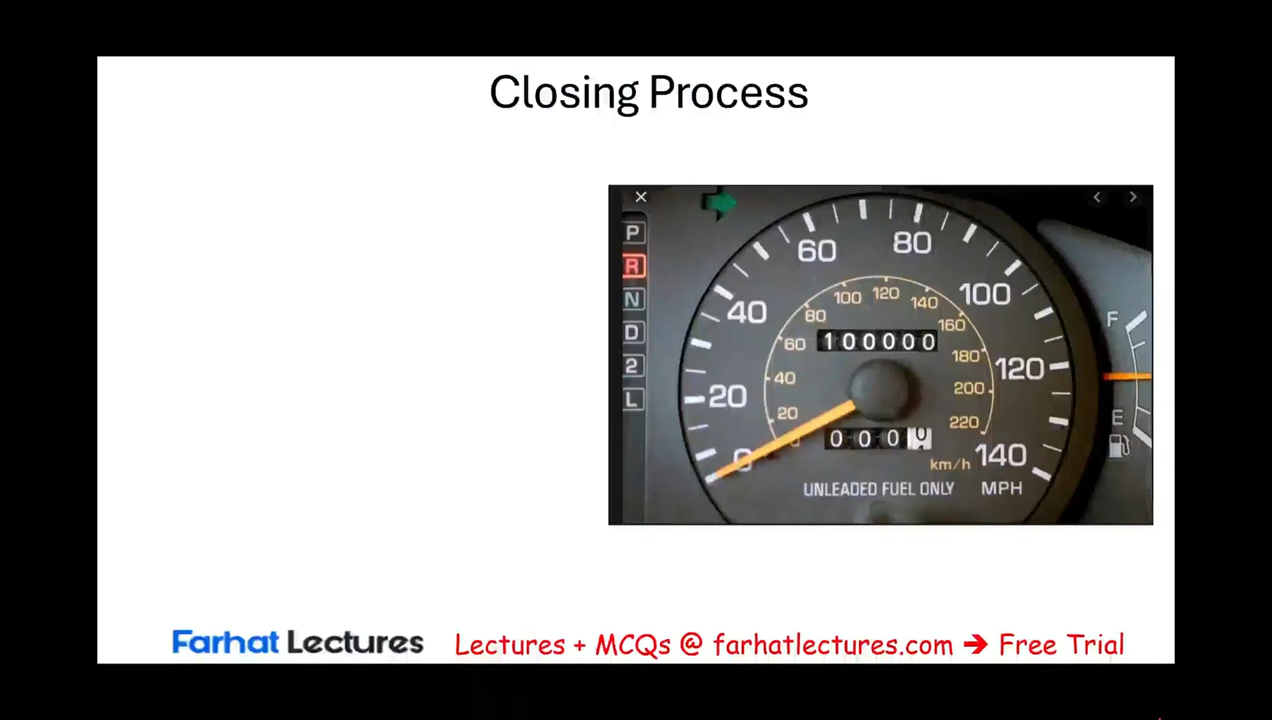 Closing Process
P
R
N
D
2
L
0
20
40
60
80
100
120
140
20
40
60
80
100
120
140
160
180
200
220
100000
000
km/h
MPH
UNLEADED FUEL ONLY
F
E
Farhat Lectures
Lectures + MCQs @ farhatlectures.com ➔ Free Trial